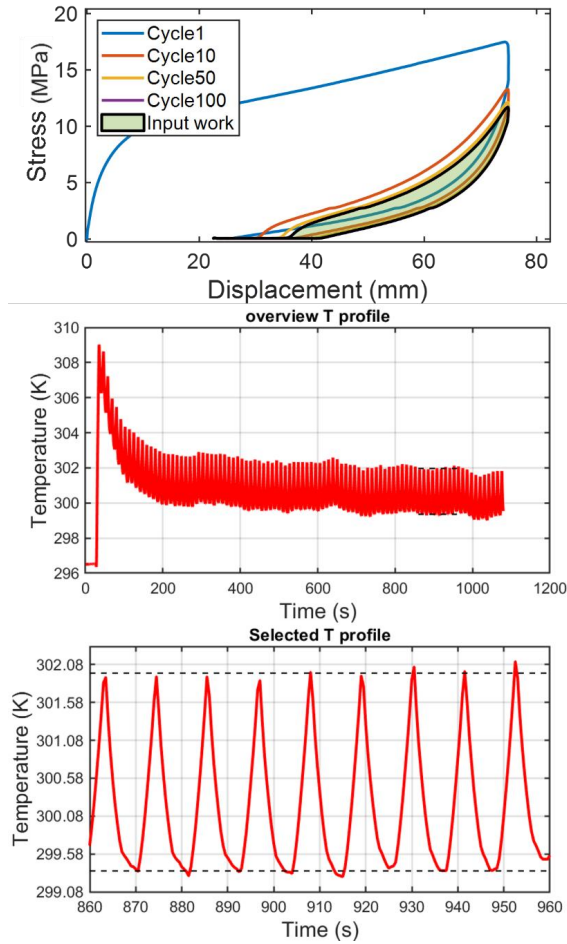 20
15
10
5
0
Stress (MPa)
Cycle1
Cycle10
Cycle50
Cycle100
Input work
0 20 40 60 80
Displacement (mm)
overview T profile
310
308
306
304
302
300
298
296
Temperature (K)
0 200 400 600 800 1000 1200
Time (s)
Selected T profile
302.08
301.58
301.08
300.58
300.08
299.58
299.08
Temperature (K)
860 870 880 890 900 910 920 930 940 950 960
Time (s)